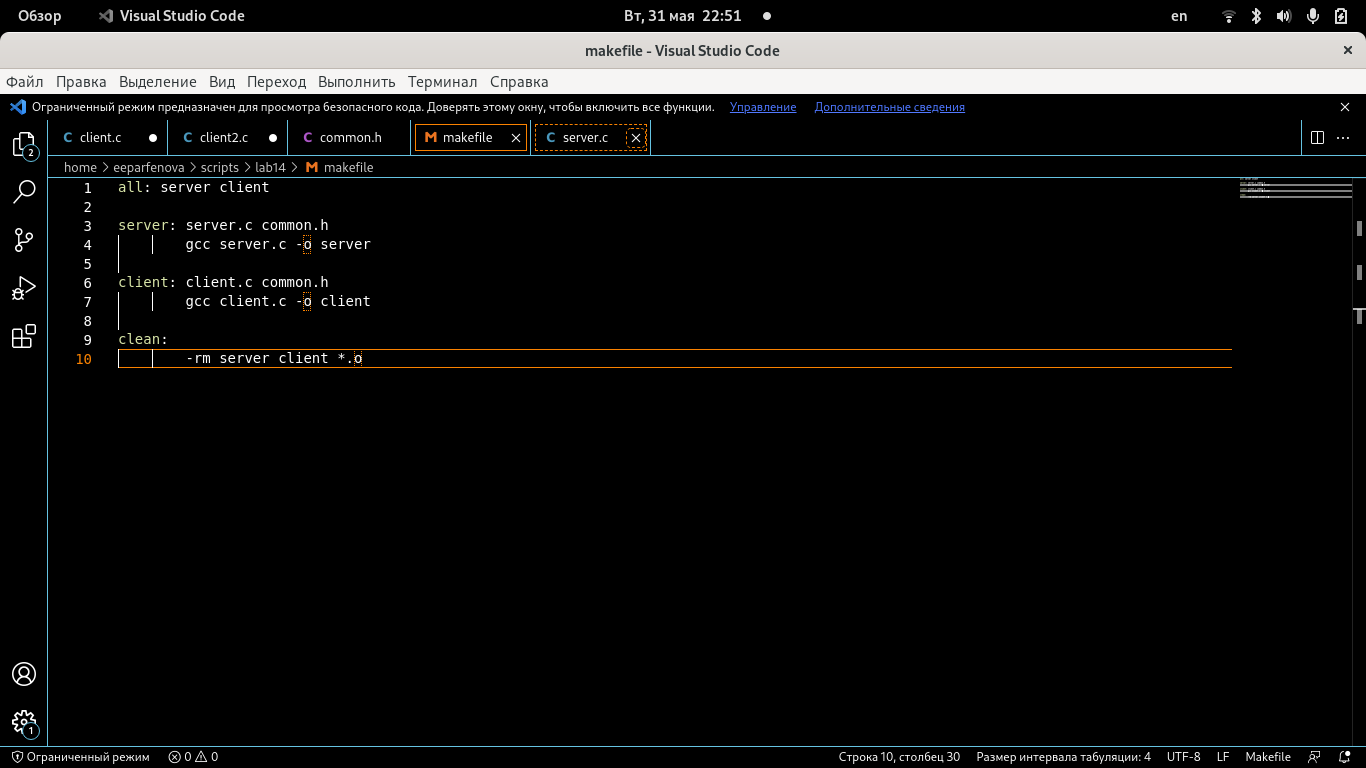 Обзор Visual Studio Code Вт, 31 мая 22:51 en
makefile - Visual Studio Code
Файл Правка Выделение Вид Переход Выполнить Терминал Справка
Ограниченный режим предназначен для просмотра безопасного кода. Доверять этому окну, чтобы включить все функции. Управление Дополнительные сведения
C client.c C client2.c C common.h M makefile C server.c
2
home > eeparfenova > scripts > lab14 > M makefile
1 all: server client
2
3 server: server.c common.h
4 gcc server.c -o server
5
6 client: client.c common.h
7 gcc client.c -o client
8
9 clean:
10 -rm server client *.o
1
Ограниченный режим 0 0 Строка 10, столбец 30 Размер интервала табуляции: 4 UTF-8 LF Makefile